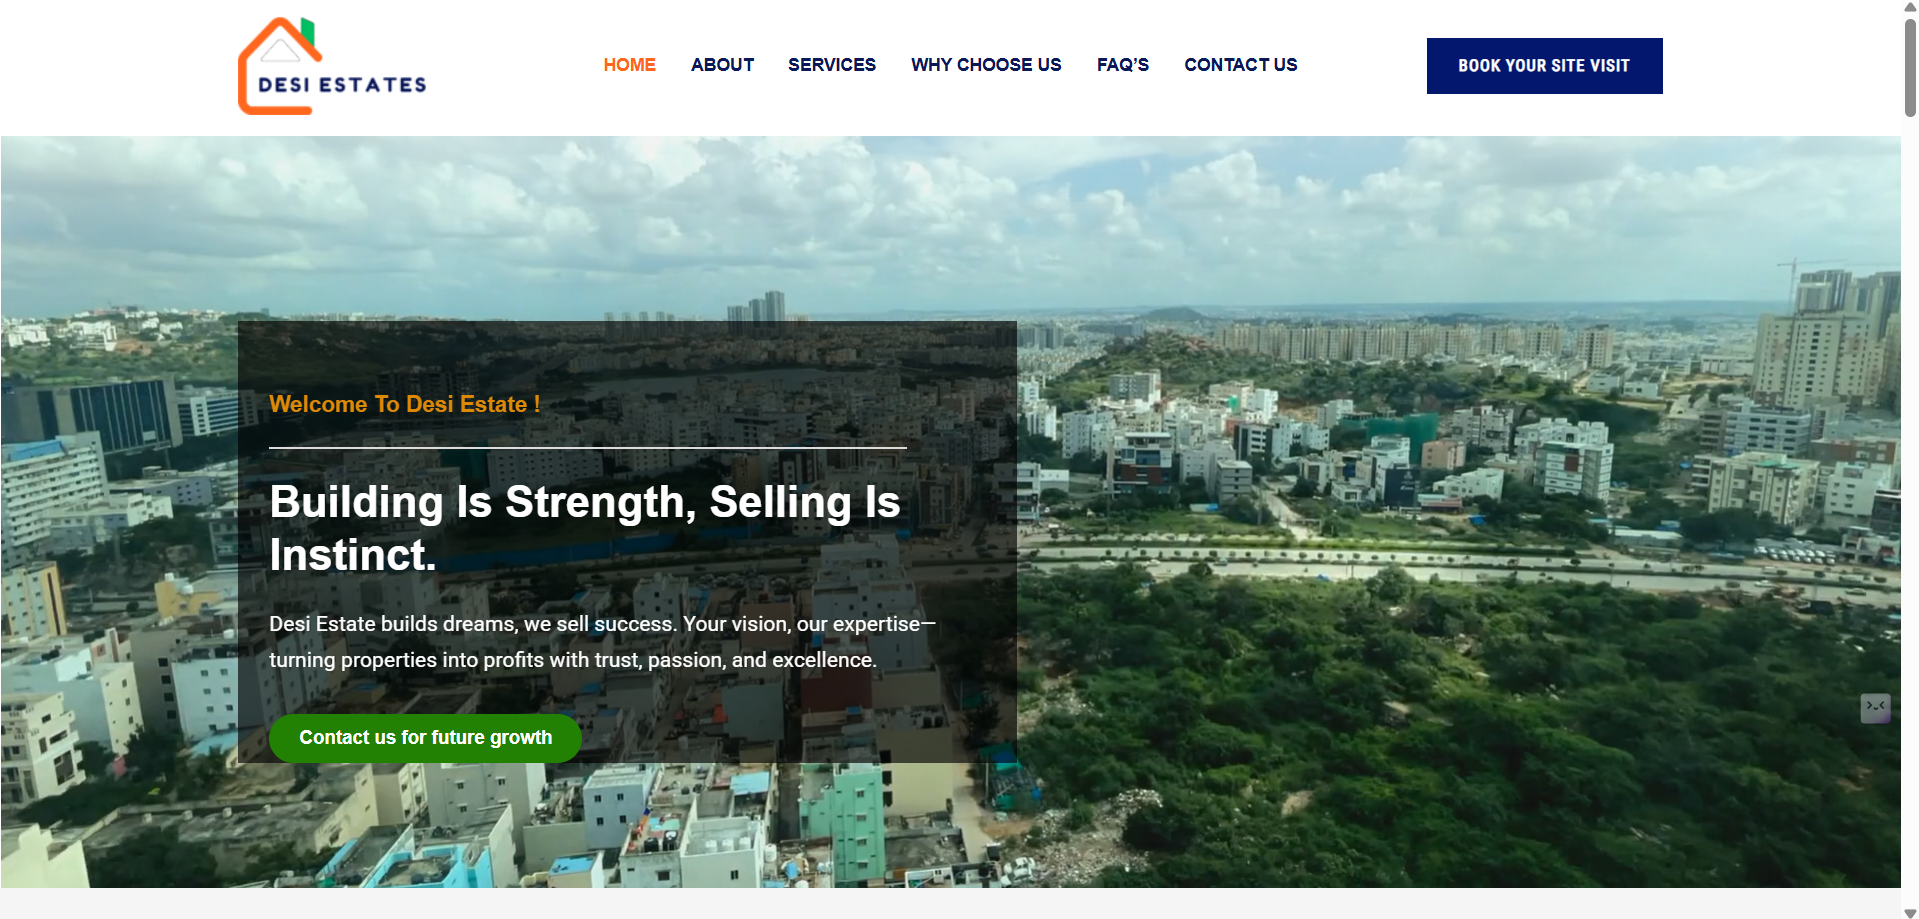 DESI ESTATES
HOME
ABOUT
SERVICES
WHY CHOOSE US
FAQ’S
CONTACT US
BOOK YOUR SITE VISIT
Welcome To Desi Estate !
Building Is Strength, Selling Is
Instinct.
Desi Estate builds dreams, we sell success. Your vision, our expertise—
turning properties into profits with trust, passion, and excellence.
Contact us for future growth